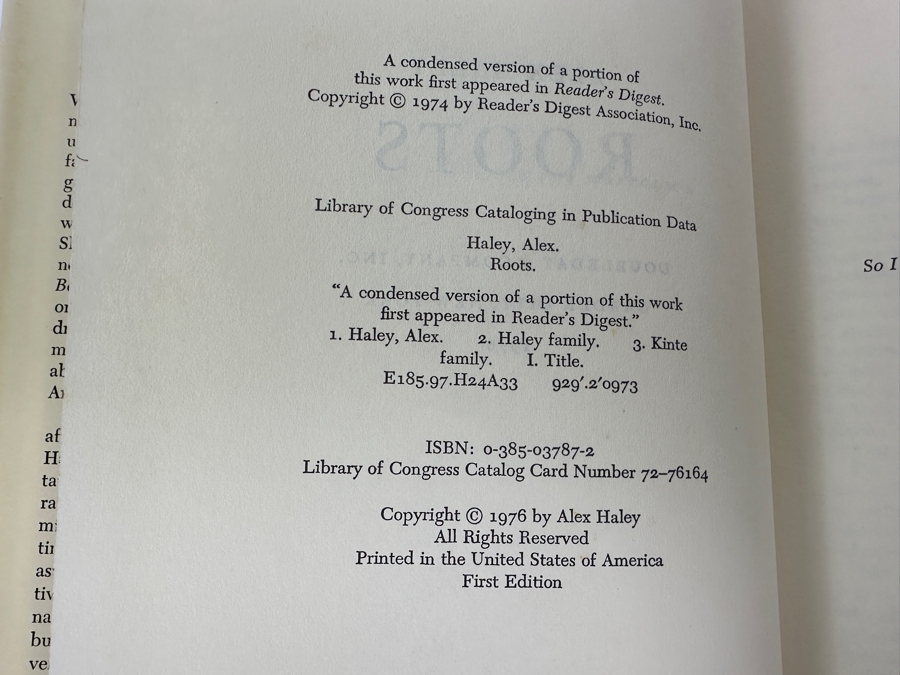 A condensed version of a portion of
this work first appeared in Reader's Digest.
Copyright © 1974 by Reader's Digest Association, Inc.
ROOTS
Library of Congress Cataloging in Publication Data
Haley, Alex.
Roots.
"A condensed version of a portion of this work
first appeared in Reader's Digest."
1. Haley, Alex. 2. Haley family. 3. Kinte
family. I. Title.
E185.97.H24A33 929'.2'0973
ISBN: 0-385-03787-2
Library of Congress Catalog Card Number 72–76164
Copyright © 1976 by Alex Haley
All Rights Reserved
Printed in the United States of America
First Edition
So I